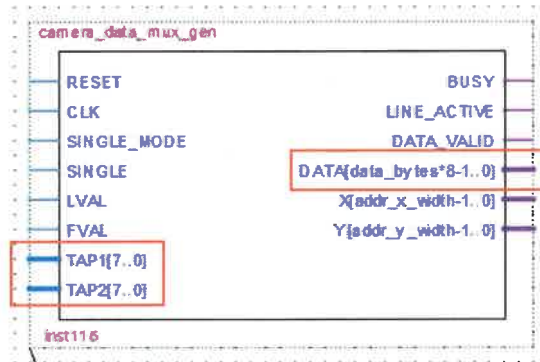 camera_data_mux_gen
RESET
BUSY
CLK
LINE_ACTIVE
SINGLE_MODE
DATA_VALID
SINGLE
DATA[data_bytes*8-1..0]
LVAL
X[addr_x_width-1..0]
FVAL
Y[addr_y_width-1..0]
TAP1[7..0]
TAP2[7..0]
inst116